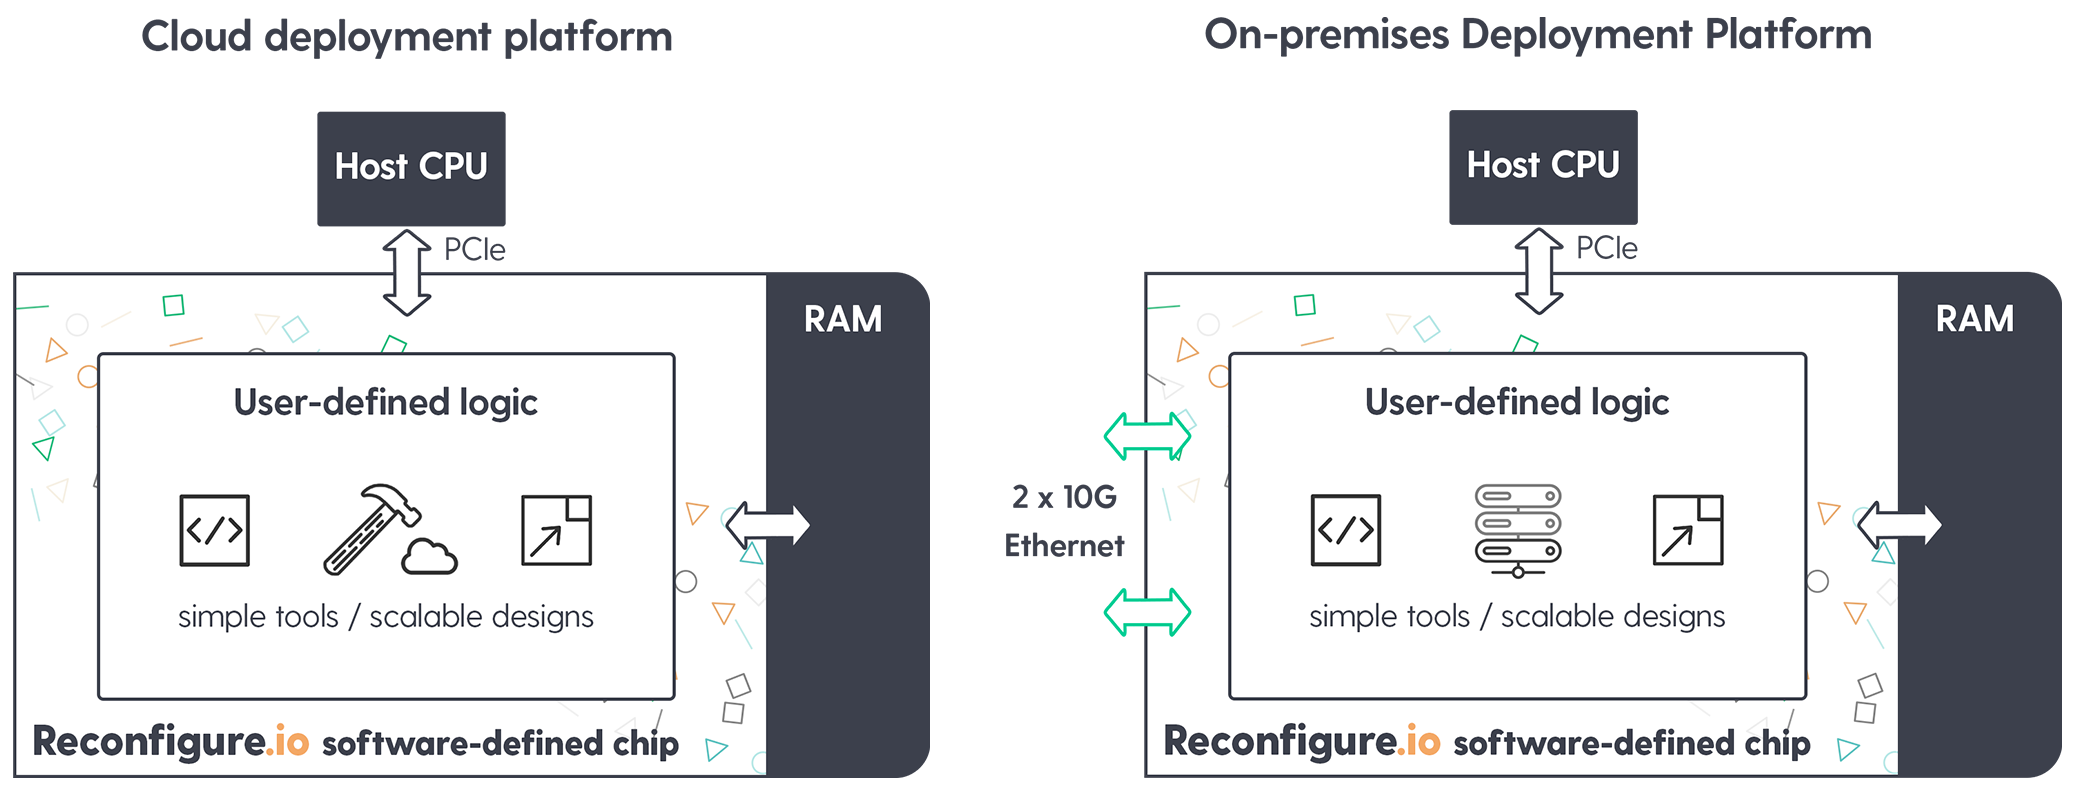 Cloud deployment platform
Host CPU
PCIe
RAM
User-defined logic
</>
simple tools / scalable designs
Reconfigure.io software-defined chip
On-premises Deployment Platform
Host CPU
PCIe
RAM
User-defined logic
2 x 10G
Ethernet
</>
simple tools / scalable designs
Reconfigure.io software-defined chip